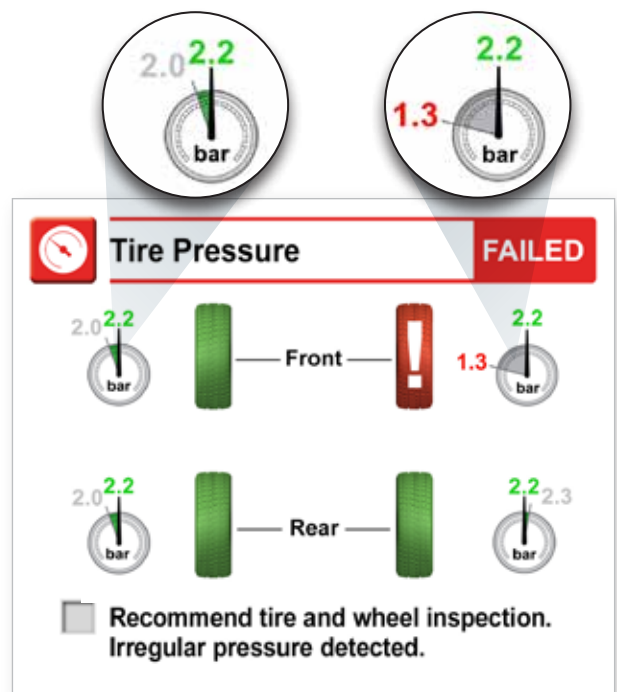 2.0 2.2
bar
2.2
1.3
bar
Tire Pressure FAILED
2.0 2.2
bar
Front
!
2.2
1.3
bar
2.0 2.2
bar
Rear
2.2 2.3
bar
Recommend tire and wheel inspection.
Irregular pressure detected.